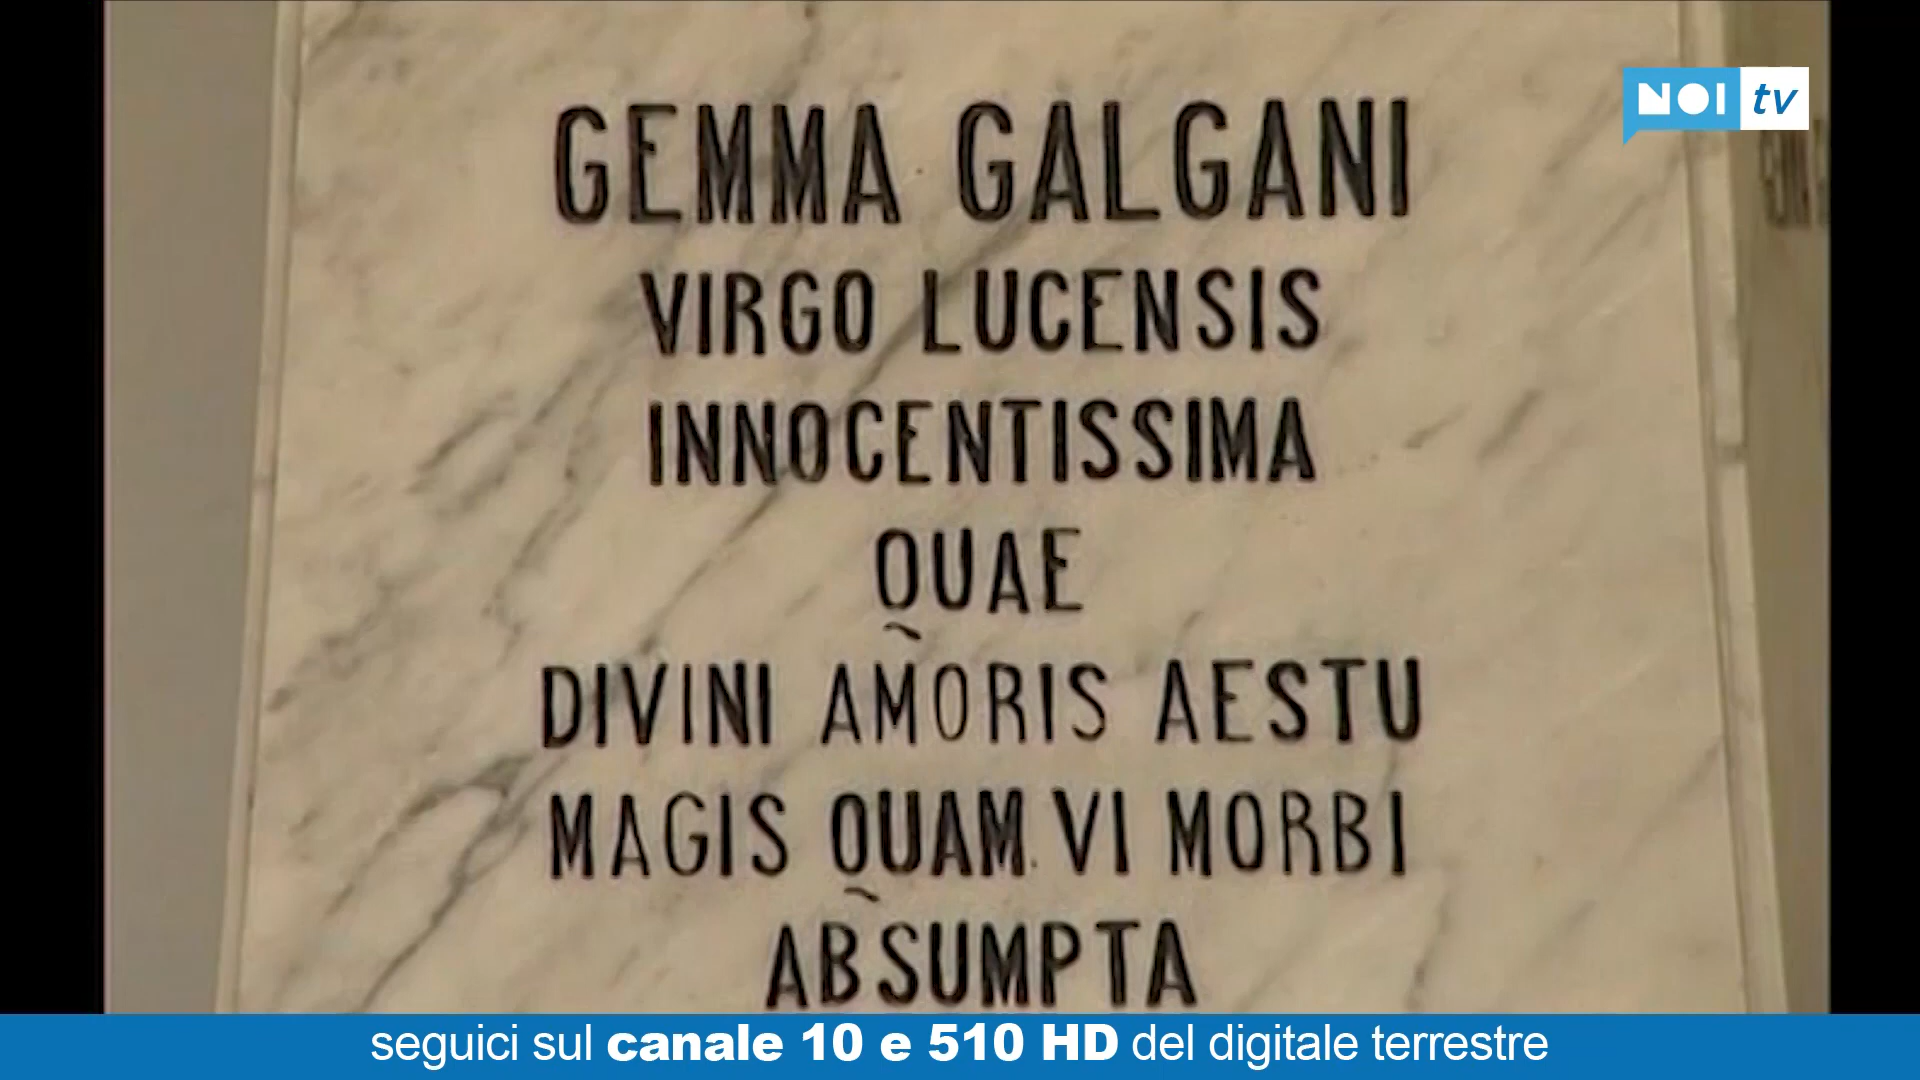 NOI tv
GEMMA GALGANI
VIRGO LUCENSIS
INNOCENTISSIMA
QUAE
DIVINI AMORIS AESTU
MAGIS QUAM VI MORBI
ABSUMPTA
seguici sul canale 10 e 510 HD del digitale terrestre